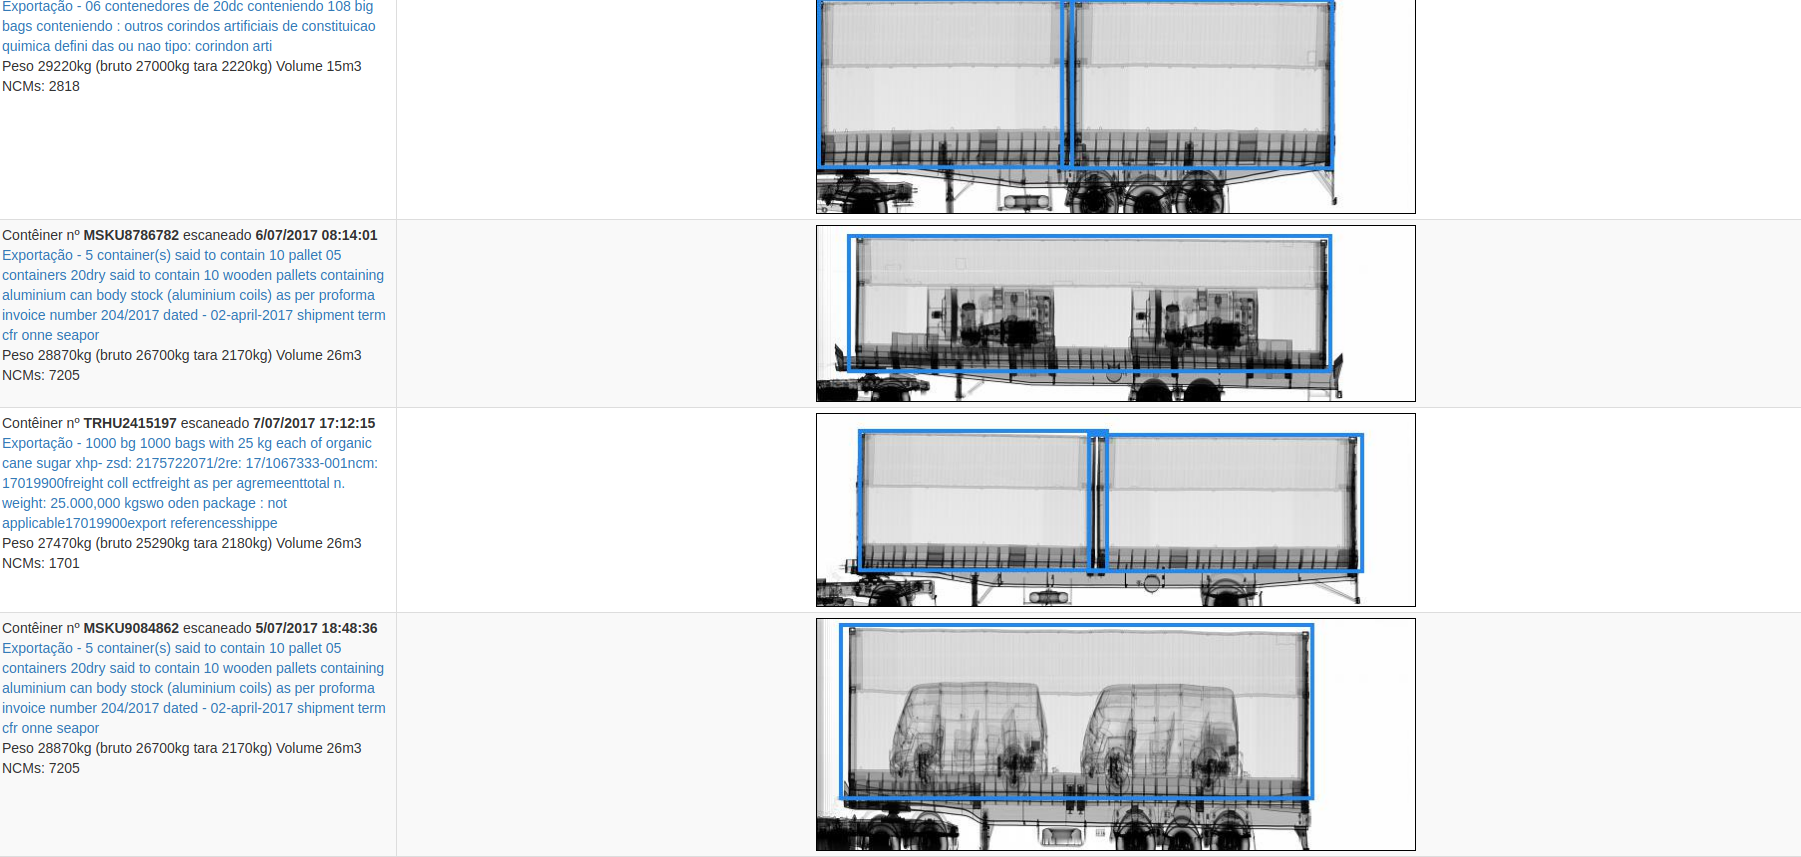 Exportação - 06 contenedores de 20dc conteniendo 108 big
bags conteniendo : outros corindos artificiais de constituicao
quimica defini das ou nao tipo: corindon arti
Peso 29220kg (bruto 27000kg tara 2220kg) Volume 15m3
NCMs: 2818
Contêiner nº MSKU8786782 escaneado 6/07/2017 08:14:01
Exportação - 5 container(s) said to contain 10 pallet 05
containers 20dry said to contain 10 wooden pallets containing
aluminium can body stock (aluminium coils) as per proforma
invoice number 204/2017 dated - 02-april-2017 shipment term
cfr onne seapor
Peso 28870kg (bruto 26700kg tara 2170kg) Volume 26m3
NCMs: 7205
Contêiner nº TRHU2415197 escaneado 7/07/2017 17:12:15
Exportação - 1000 bg 1000 bags with 25 kg each of organic
cane sugar xhp- zsd: 2175722071/2re: 17/1067333-001ncm:
17019900freight coll ectfreight as per agremeenttotal n.
weight: 25.000,000 kgswo oden package : not
applicable17019900export referencesshippe
Peso 27470kg (bruto 25290kg tara 2180kg) Volume 26m3
NCMs: 1701
Contêiner nº MSKU9084862 escaneado 5/07/2017 18:48:36
Exportação - 5 container(s) said to contain 10 pallet 05
containers 20dry said to contain 10 wooden pallets containing
aluminium can body stock (aluminium coils) as per proforma
invoice number 204/2017 dated - 02-april-2017 shipment term
cfr onne seapor
Peso 28870kg (bruto 26700kg tara 2170kg) Volume 26m3
NCMs: 7205